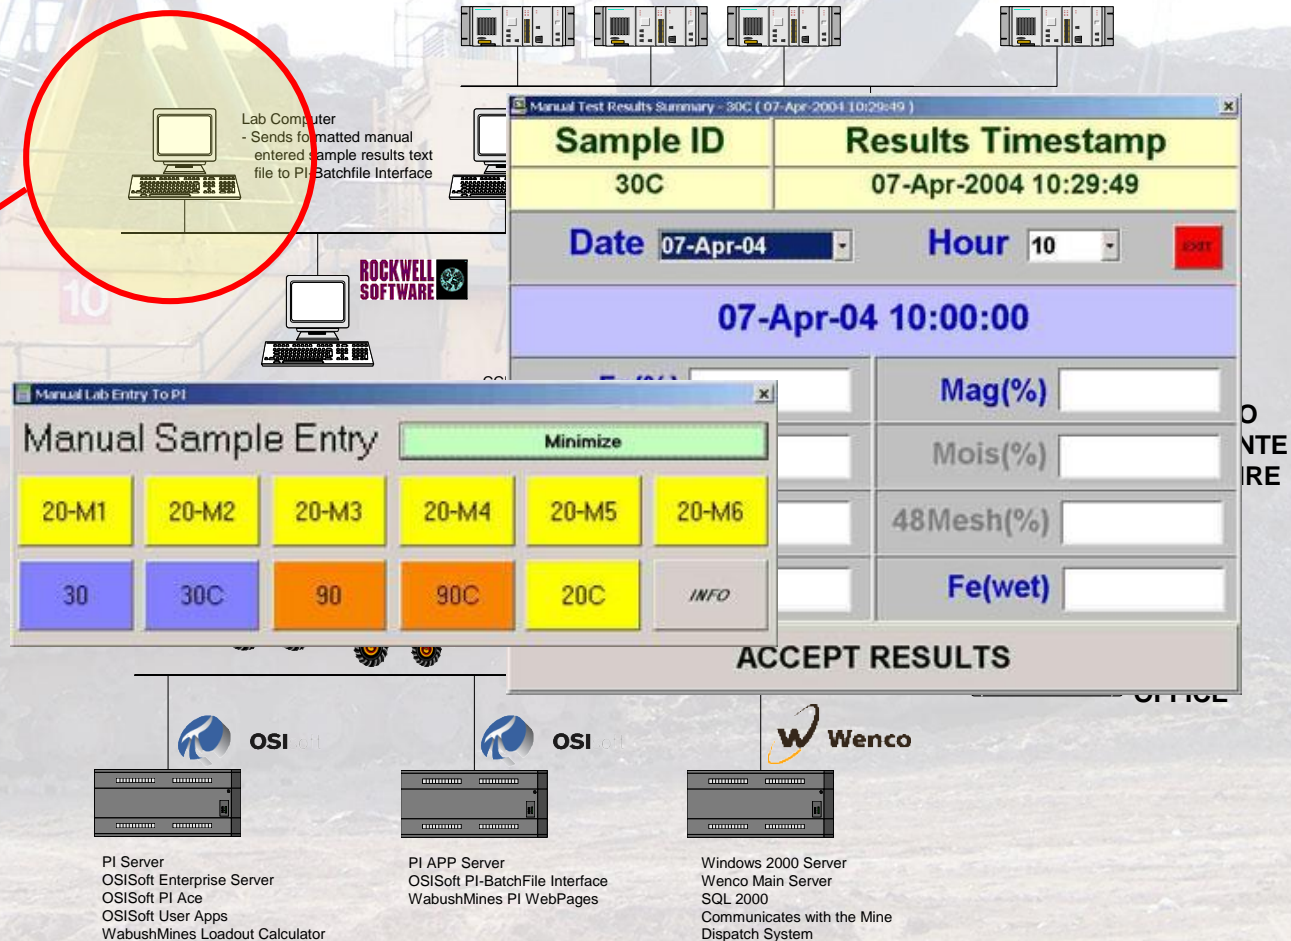 Lab Computer
- Sends formatted manual
entered sample results text
file to PI-Batchfile Interface
10
ROCKWELL
SOFTWARE
Manual Test Results Summary - 30C ( 07-Apr-2004 10:29:49 )
Sample ID
Results Timestamp
30C
07-Apr-2004 10:29:49
Date 07-Apr-04
Hour 10
EXIT
07-Apr-04 10:00:00
Mag(%)
Mois(%)
48Mesh(%)
Fe(wet)
ACCEPT RESULTS
Manual Lab Entry To PI
Manual Sample Entry
Minimize
20-M1 20-M2 20-M3 20-M4 20-M5 20-M6
30 30C 90 90C 20C INFO
OSIsoft
OSIsoft
Wenco
PI Server
OSISoft Enterprise Server
OSISoft PI Ace
OSISoft User Apps
WabushMines Loadout Calculator
PI APP Server
OSISoft PI-BatchFile Interface
WabushMines PI WebPages
Windows 2000 Server
Wenco Main Server
SQL 2000
Communicates with the Mine
Dispatch System